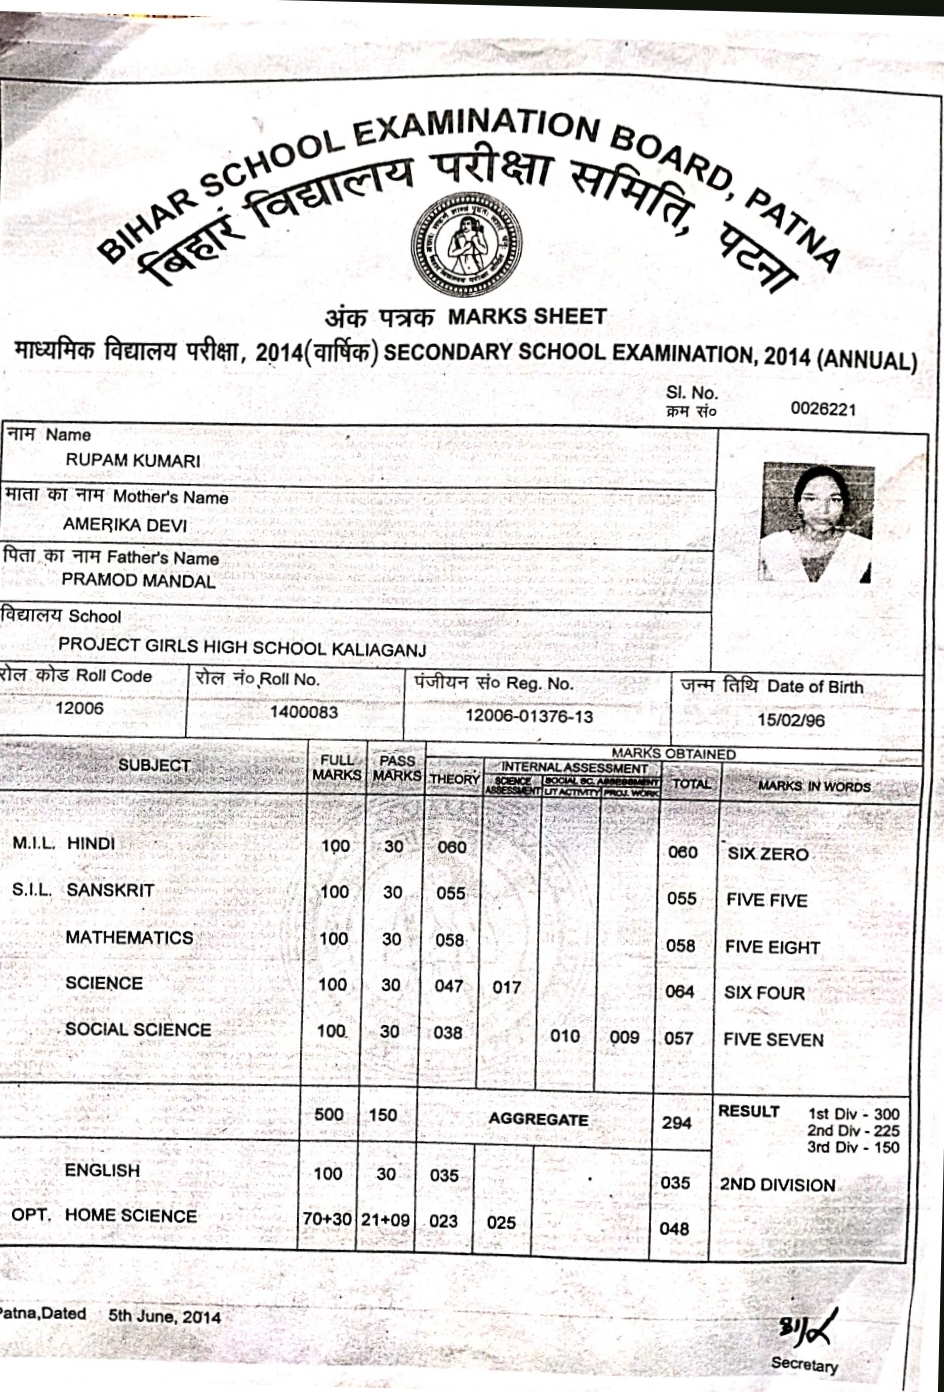 BIHAR SCHOOL EXAMINATION BOARD, PATNA
बिहार विद्यालय परीक्षा समिति, पटना
अंक पत्रक MARKS SHEET
माध्यमिक विद्यालय परीक्षा, 2014(वार्षिक) SECONDARY SCHOOL EXAMINATION, 2014 (ANNUAL)
Sl. No.
क्रम सं० 0026221
नाम Name
RUPAM KUMARI
माता का नाम Mother's Name
AMERIKA DEVI
पिता का नाम Father's Name
PRAMOD MANDAL
विद्यालय School
PROJECT GIRLS HIGH SCHOOL KALIAGANJ
रोल कोड Roll Code रोल नं० Roll No. पंजीयन सं० Reg. No. जन्म तिथि Date of Birth
12006 1400083 12006-01376-13 15/02/96
MARKS OBTAINED
SUBJECT FULL MARKS PASS MARKS THEORY INTERNAL ASSESSMENT TOTAL MARKS IN WORDS
SCIENCE ASSESSMENT SOCIAL SC. ASSESSMENT
LIT ACTIVITY PROJ. WORK
M.I.L. HINDI 100 30 060 060 SIX ZERO
S.I.L. SANSKRIT 100 30 055 055 FIVE FIVE
MATHEMATICS 100 30 058 058 FIVE EIGHT
SCIENCE 100 30 047 017 064 SIX FOUR
SOCIAL SCIENCE 100 30 038 010 009 057 FIVE SEVEN
500 150 AGGREGATE 294 RESULT 1st Div - 300
2nd Div - 225
3rd Div - 150
ENGLISH 100 30 035 035 2ND DIVISION
OPT. HOME SCIENCE 70+30 21+09 023 025 048
Patna,Dated 5th June, 2014
Secretary